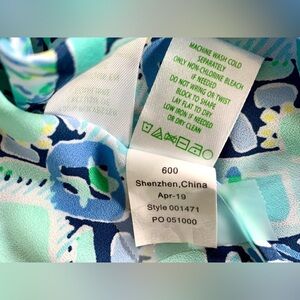 MACHINE WASH COLD
SEPARATELY
ONLY NON-CHLORINE BLEACH
IF NEEDED
DO NOT WRING OR TWIST
BLOCK TO SHAPE
LAY FLAT TO DRY
LOW IRON IF NEEDED
OR DRY CLEAN
600
Shenzhen,China
Apr-19
Style 001471
PO 051000